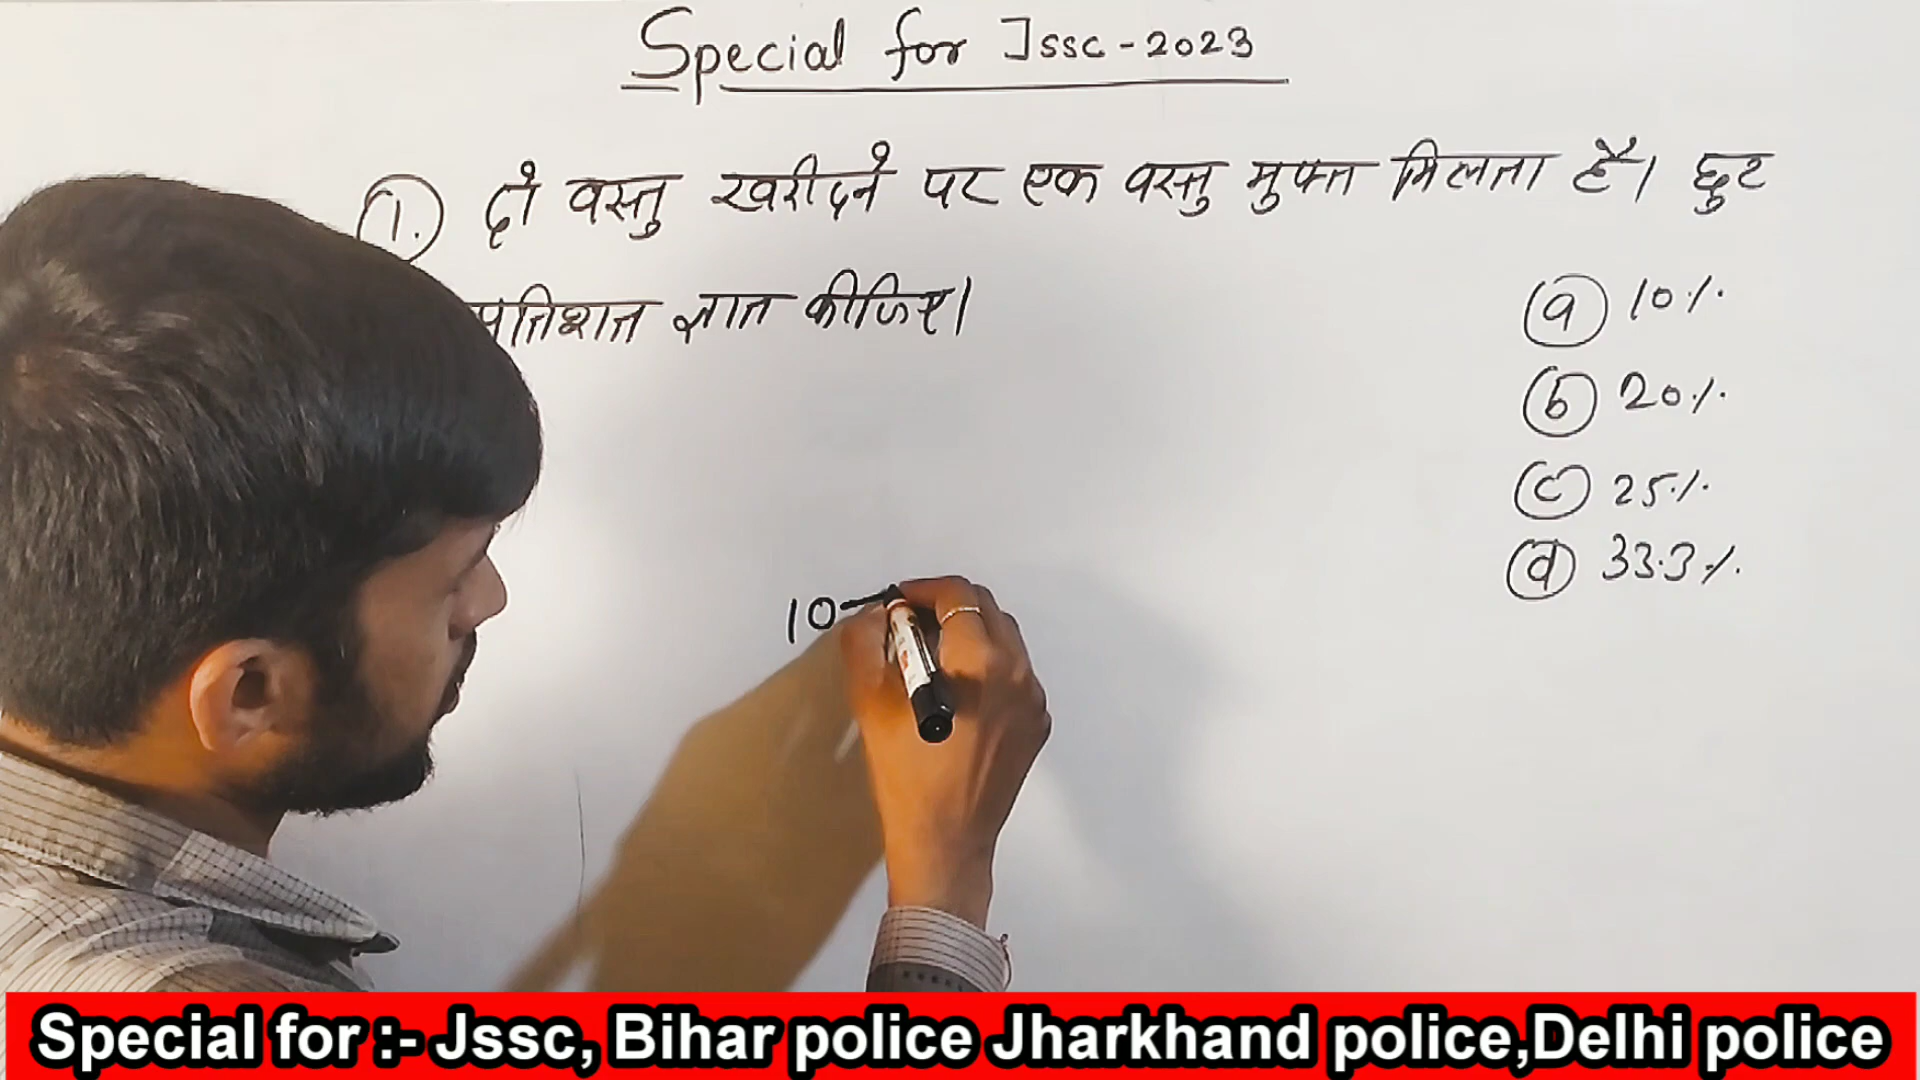 Special for Jssc-2023
1. दो वस्तु खरीदने पर एक वस्तु मुफ्त मिलता है। छुट
प्रतिशत ज्ञात कीजिए।
a 10%
b 20%
c 25%
d 33.3%
10
Special for :- Jssc, Bihar police Jharkhand police,Delhi police